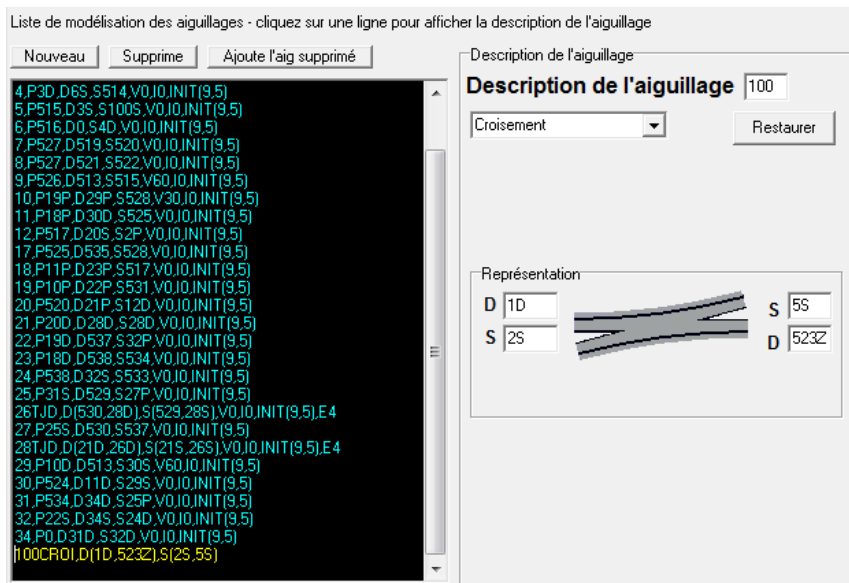 Liste de modélisation des aiguillages - cliquez sur une ligne pour afficher la description de l'aiguillage
Nouveau
Supprime
Ajoute l'aig supprimé
4,P3D,D6S,S514,V0,I0,INIT(9,5)
5,P515,D3S,S100S,V0,I0,INIT(9,5)
6,P516,D0,S4D,V0,I0,INIT(9,5)
7,P527,D519,S520,V0,I0,INIT(9,5)
8,P527,D521,S522,V0,I0,INIT(9,5)
9,P526,D513,S515,V60,I0,INIT(9,5)
10,P19P,D29P,S528,V30,I0,INIT(9,5)
11,P18P,D30D,S525,V0,I0,INIT(9,5)
12,P517,D20S,S2P,V0,I0,INIT(9,5)
17,P525,D535,S528,V0,I0,INIT(9,5)
18,P11P,D23P,S517,V0,I0,INIT(9,5)
19,P10P,D22P,S531,V0,I0,INIT(9,5)
20,P520,D21P,S12D,V0,I0,INIT(9,5)
21,P20D,D28D,S28D,V0,I0,INIT(9,5)
22,P19D,D537,S32P,V0,I0,INIT(9,5)
23,P18D,D538,S534,V0,I0,INIT(9,5)
24,P538,D32S,S533,V0,I0,INIT(9,5)
25,P31S,D529,S27P,V0,I0,INIT(9,5)
26TJD,D(530,28D),S(529,28S),V0,I0,INIT(9,5),E4
27,P25S,D530,S537,V0,I0,INIT(9,5)
28TJD,D(21D,26D),S(21S,26S),V0,I0,INIT(9,5),E4
29,P10D,D513,S30S,V60,I0,INIT(9,5)
30,P524,D11D,S29S,V0,I0,INIT(9,5)
31,P534,D34D,S25P,V0,I0,INIT(9,5)
32,P22S,D34S,S24D,V0,I0,INIT(9,5)
34,P0,D31D,S32D,V0,I0,INIT(9,5)
100CROI,D(1D,523Z),S(2S,5S)
Description de l'aiguillage
Description de l'aiguillage 100
Croisement
Restaurer
Représentation
D 1D
S 5S
S 2S
D 523Z